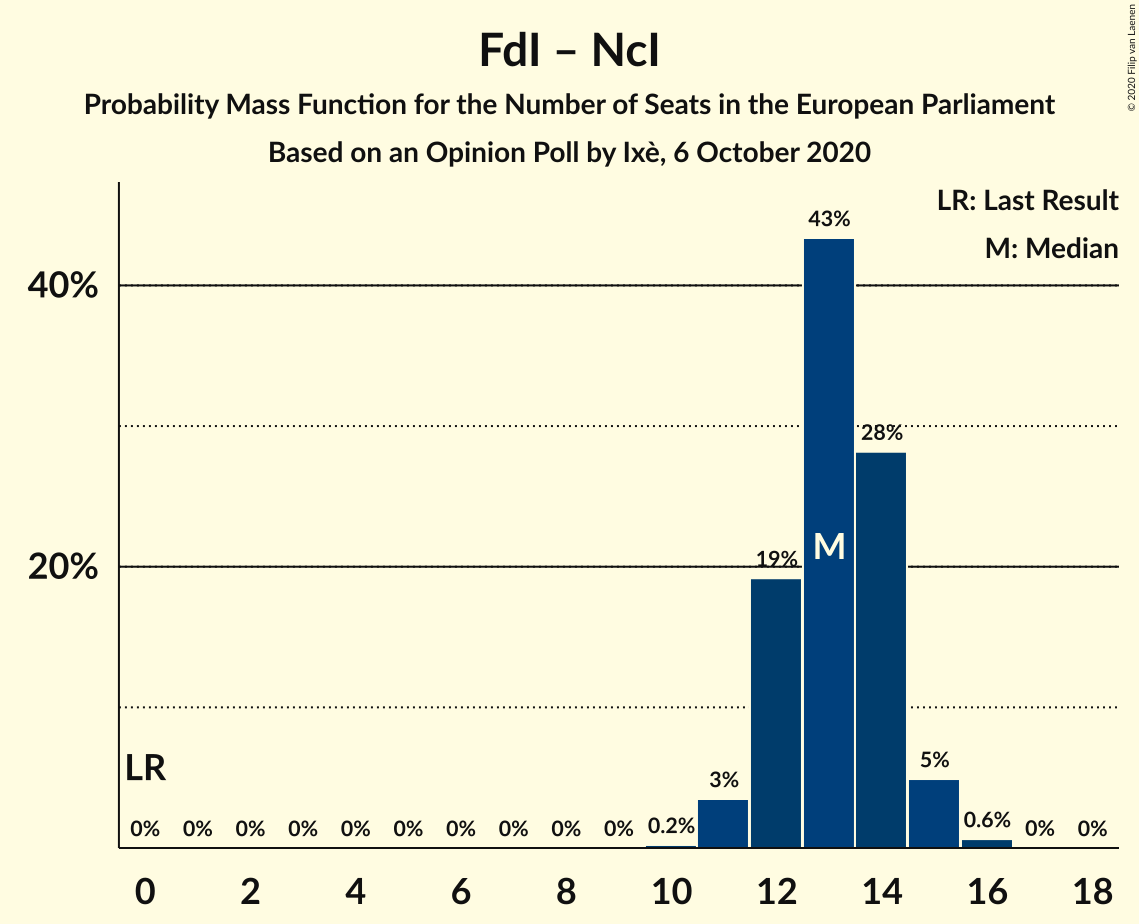 FdI – NcI
Probability Mass Function for the Number of Seats in the European Parliament
Based on an Opinion Poll by Ixè, 6 October 2020
© 2020 Filip van Laenen
LR: Last Result
M: Median
40%
20%
43%
28%
19%
M
LR
0% 0% 0% 0% 0% 0% 0% 0% 0% 0% 0.2% 3% 5% 0.6% 0% 0%
0 2 4 6 8 10 12 14 16 18